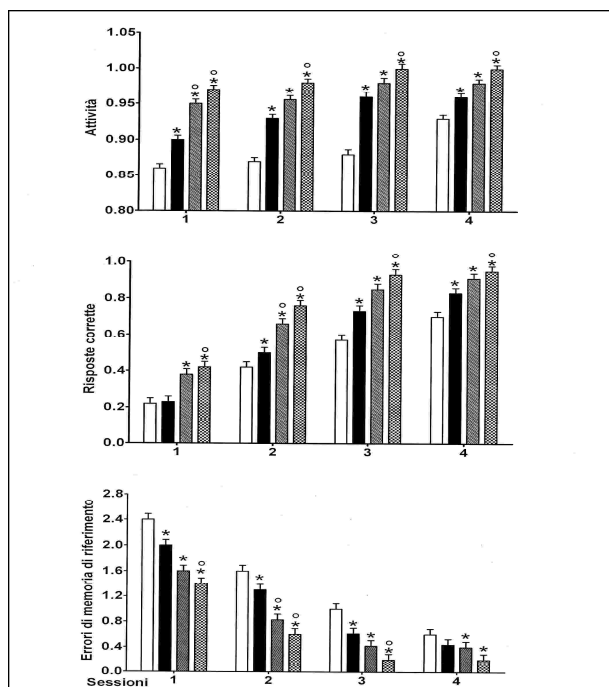 Attività
1.05
1.00
0.95
0.90
0.85
0.80
* *° *°
* * *°
* * *°
* * *°
1 2 3 4
Risposte corrette
1.0
0.8
0.6
0.4
0.2
0.0
* *°
* *° *°
* * *°
* * *°
1 2 3 4
Errori di memoria di riferimento
2.8
2.4
2.0
1.6
1.2
0.8
0.4
0.0
* * *°
* *° *°
* * *°
* *
Sessioni 1 2 3 4